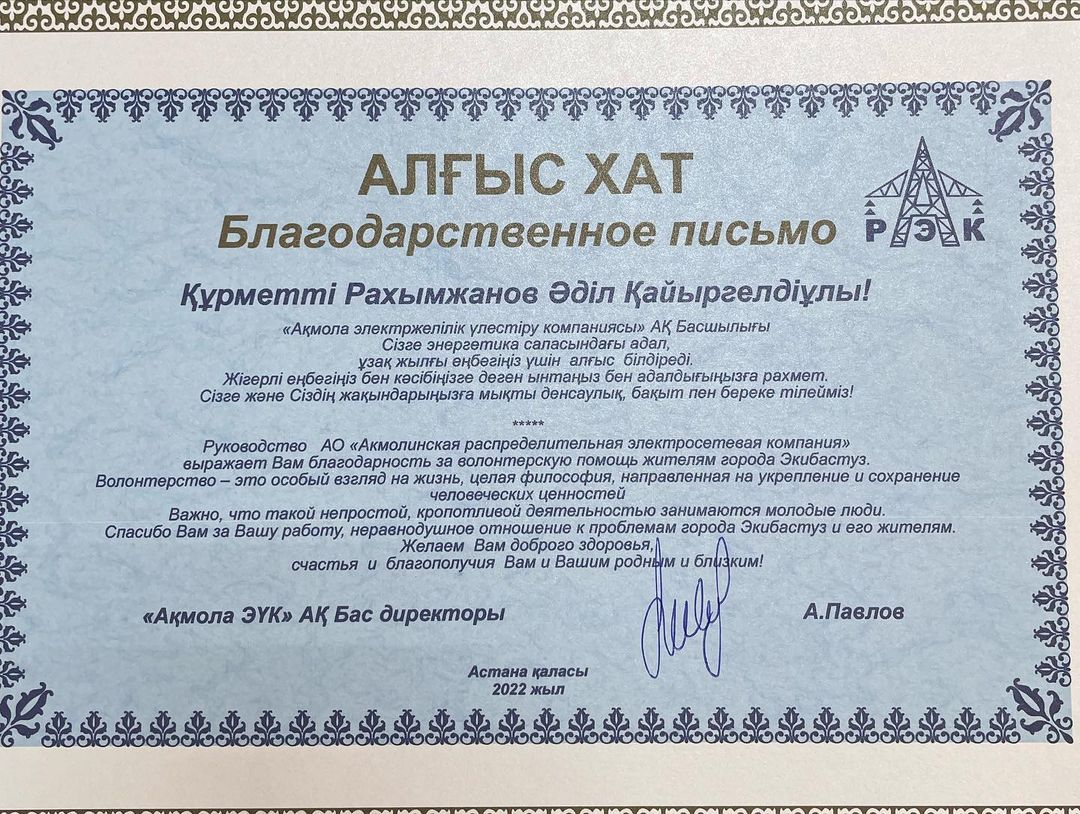 АЛҒЫС ХАТ
Благодарственное письмо
РЭК
Құрметті Рахымжанов Әділ Қайыргелдіұлы!
«Ақмола электржелілік үлестіру компаниясы» АҚ Басшылығы
Сізге энергетика саласындағы адал,
ұзақ жылғы еңбегіңіз үшін алғыс білдіреді.
Жігерлі еңбегіңіз бен кәсібіңізге деген ынтаңыз бен адалдығыңызға рахмет.
Сізге және Сіздің жақындарыңызға мықты денсаулық, бақыт пен береке тілейміз!
*****
Руководство АО «Акмолинская распределительная электросетевая компания»
выражает Вам благодарность за волонтерскую помощь жителям города Экибастуз.
Волонтерство – это особый взгляд на жизнь, целая философия, направленная на укрепление и сохранение
человеческих ценностей
Важно, что такой непростой, кропотливой деятельностью занимаются молодые люди.
Спасибо Вам за Вашу работу, неравнодушное отношение к проблемам города Экибастуз и его жителям.
Желаем Вам доброго здоровья,
счастья и благополучия Вам и Вашим родным и близким!
«Ақмола ЭҮК» АҚ Бас директоры
А.Павлов
Астана қаласы
2022 жыл